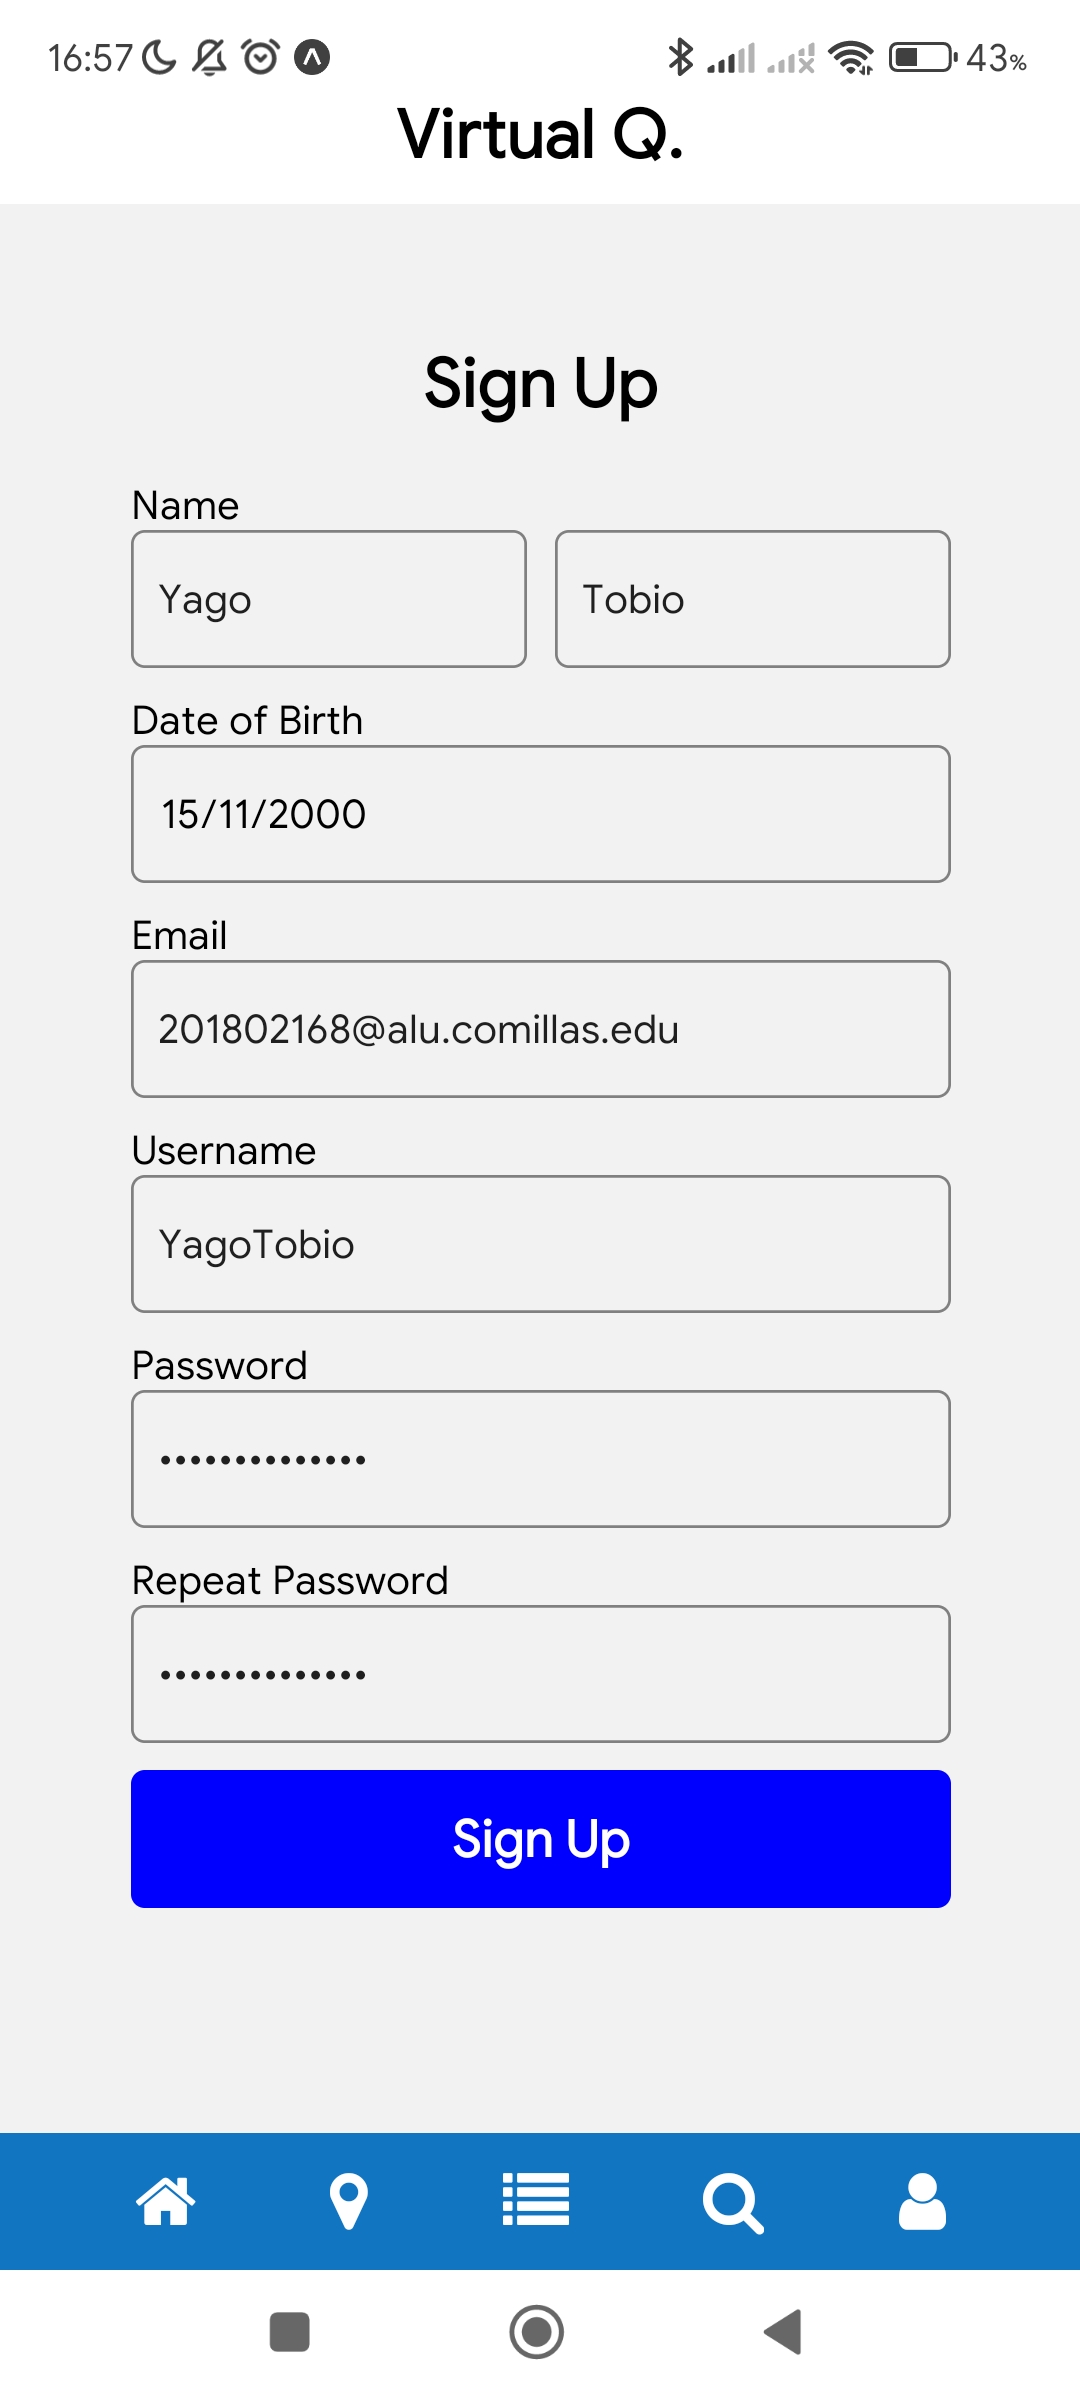 16:57 43%
Virtual Q.
Sign Up
Name
Yago Tobio
Date of Birth
15/11/2000
Email
201802168@alu.comillas.edu
Username
YagoTobio
Password
••••••••••••••
Repeat Password
••••••••••••••
Sign Up